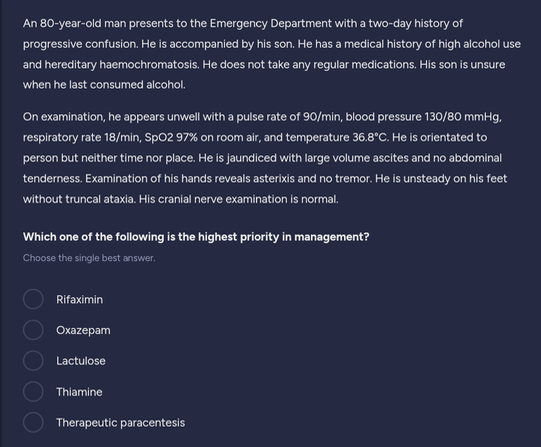 An 80-year-old man presents to the Emergency Department with a two-day history of
progressive confusion. He is accompanied by his son. He has a medical history of high alcohol use
and hereditary haemochromatosis. He does not take any regular medications. His son is unsure
when he last consumed alcohol.
On examination, he appears unwell with a pulse rate of 90/min, blood pressure 130/80 mmHg,
respiratory rate 18/min, SpO2 97% on room air, and temperature 36.8°C. He is orientated to
person but neither time nor place. He is jaundiced with large volume ascites and no abdominal
tenderness. Examination of his hands reveals asterixis and no tremor. He is unsteady on his feet
without truncal ataxia. His cranial nerve examination is normal.
Which one of the following is the highest priority in management?
Choose the single best answer.
Rifaximin
Oxazepam
Lactulose
Thiamine
Therapeutic paracentesis